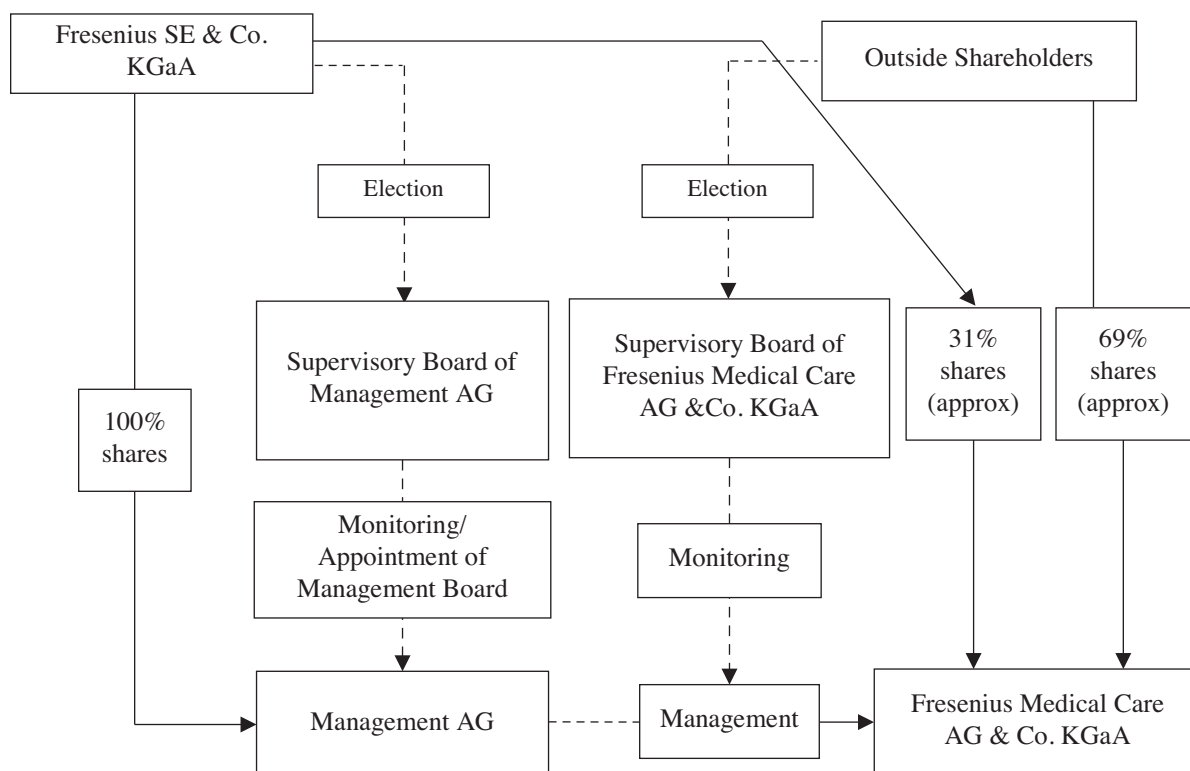 Fresenius SE & Co.
KGaA
Outside Shareholders
Election
Election
Supervisory Board of
Management AG
Supervisory Board of
Fresenius Medical Care
AG &Co. KGaA
31%
shares
(approx)
69%
shares
(approx)
100%
shares
Monitoring/
Appointment of
Management Board
Monitoring
Management AG
Management
Fresenius Medical Care
AG & Co. KGaA